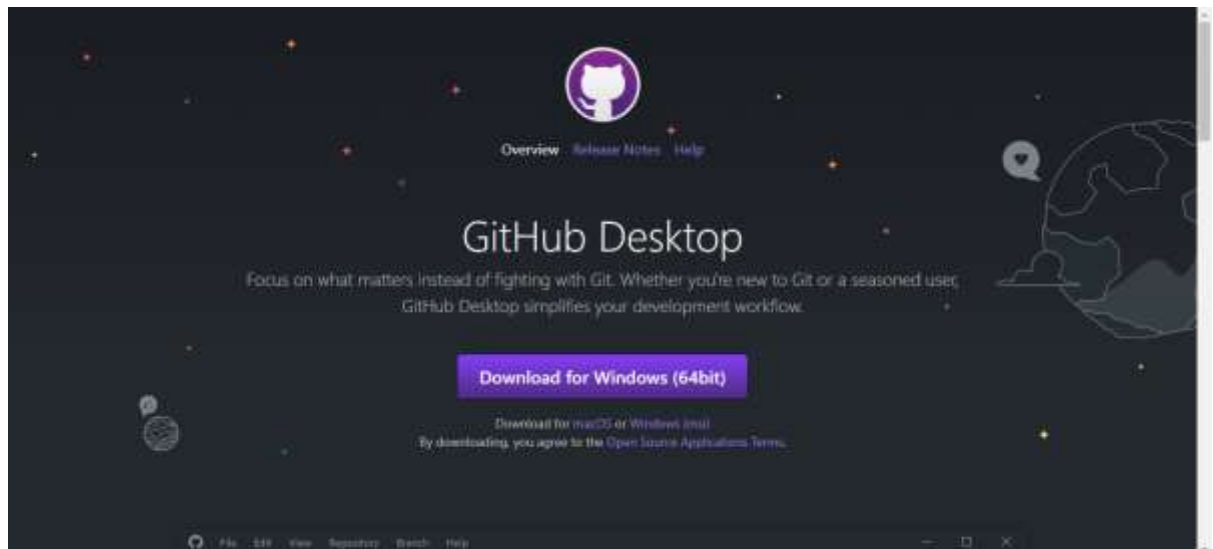 Overview Release Notes Help
GitHub Desktop
Focus on what matters instead of fighting with Git. Whether you're new to Git or a seasoned user,
GitHub Desktop simplifies your development workflow.
Download for Windows (64bit)
Download for macOS or Windows (msi)
By downloading, you agree to the Open Source Applications Terms.
File Edit View Repository Branch Help